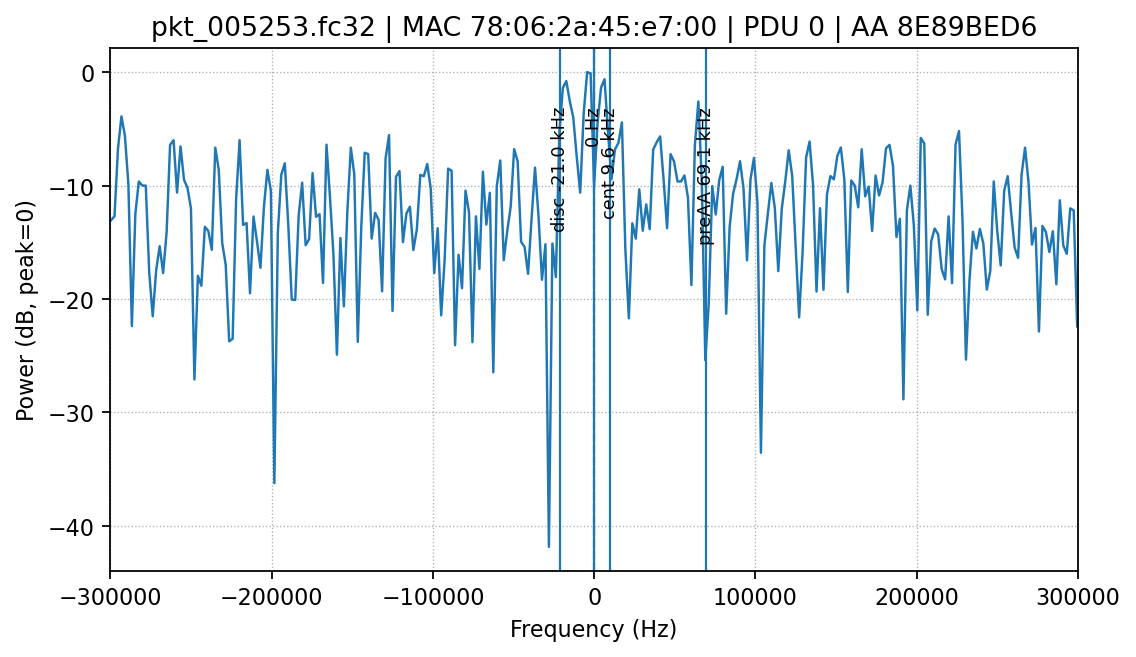 pkt_005253.fc32 | MAC 78:06:2a:45:e7:00 | PDU 0 | AA 8E89BED6
Power (dB, peak=0)
0
−10
−20
−30
−40
disc -21.0 kHz
0 Hz
cent 9.6 kHz
preAA 69.1 kHz
−300000
−200000
−100000
0
100000
200000
300000
Frequency (Hz)